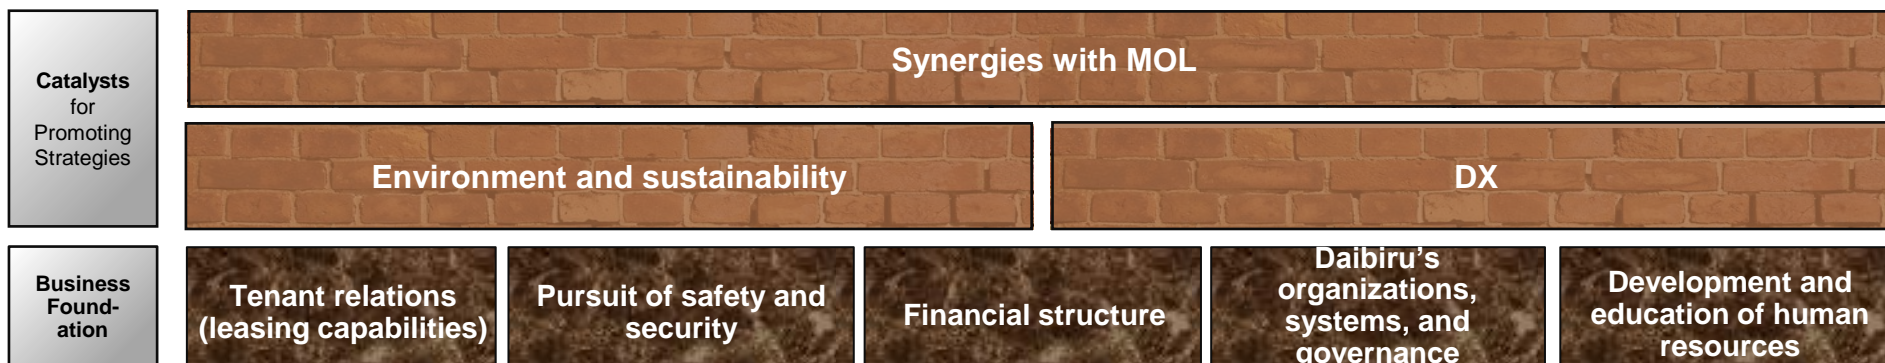 Catalysts
for
Promoting
Strategies
Synergies with MOL
Environment and sustainability
DX
Business
Found-
ation
Tenant relations
(leasing capabilities)
Pursuit of safety and
security
Financial structure
Daibiru’s
organizations,
systems, and
governance
Development and
education of human
resources